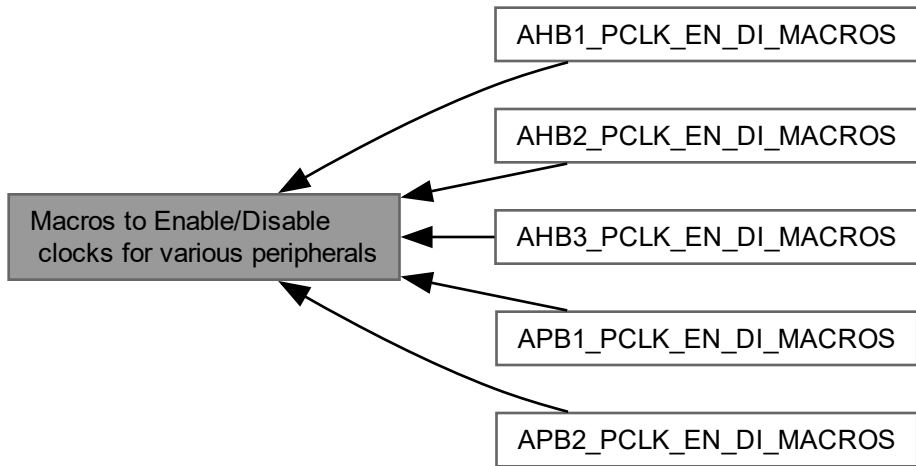 AHB1_PCLK_EN_DI_MACROS
AHB2_PCLK_EN_DI_MACROS
Macros to Enable/Disable
clocks for various peripherals
AHB3_PCLK_EN_DI_MACROS
APB1_PCLK_EN_DI_MACROS
APB2_PCLK_EN_DI_MACROS